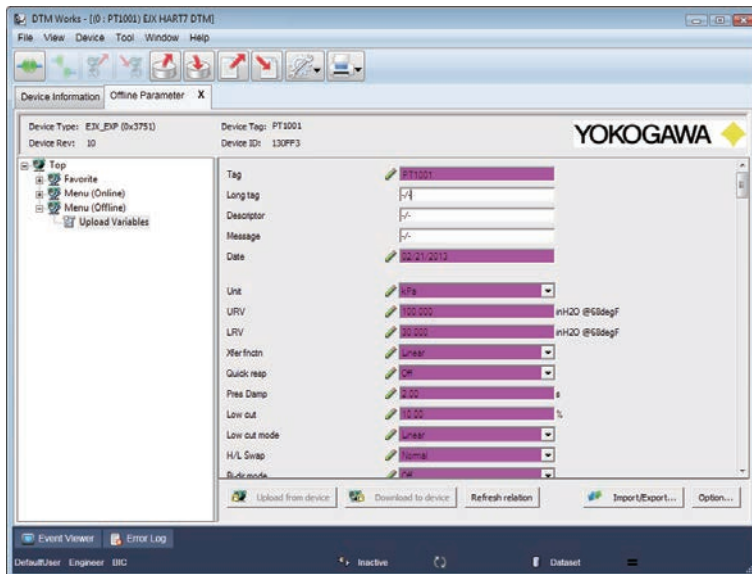 DTM Works - [(0 : PT1001) EJX HART7 DTM]
File View Device Tool Window Help
Device Information Offline Parameter X
Device Type: EJX_EXP (0x3751) Device Tag: PT1001
Device Rev: 10 Device ID: 130FF3
YOKOGAWA
Top
Favorite
Menu (Online)
Menu (Offline)
Upload Variables
Tag PT1001
Long tag -/-
Descriptor -/-
Message -/-
Date 02/21/2013
Unit kPa
URV 100.000 inH2O @68degF
LRV 30.000 inH2O @68degF
Xfer fnctn Linear
Quick resp Off
Pres Damp 2.00 s
Low cut 10.00 %
Low cut mode Linear
H/L Swap Normal
Bi-dir mode Off
Upload from device Download to device Refresh relation Import/Export... Option...
Event Viewer Error Log
DefaultUser Engineer Inactive Dataset